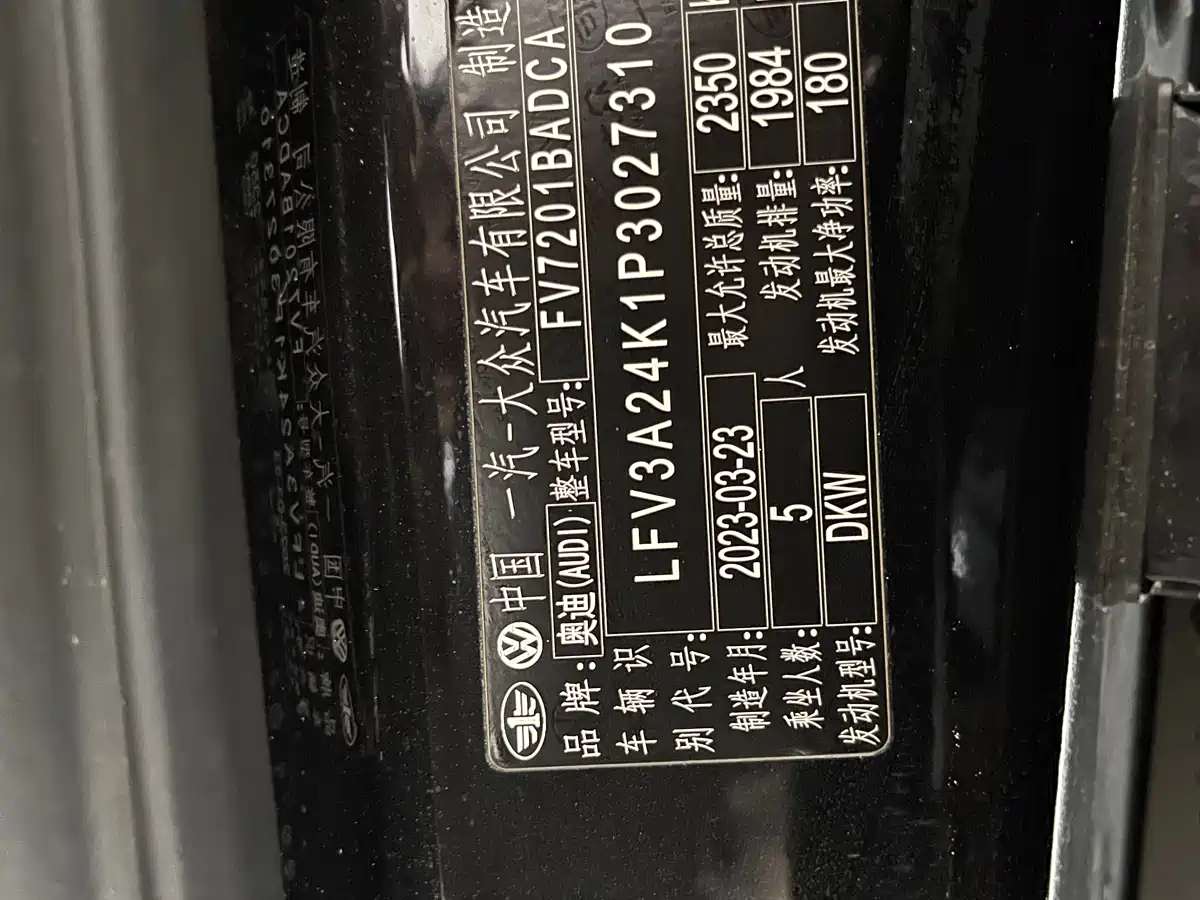 中国 一汽-大众汽车有限公司 制造
品牌: 奥迪(AUDI) 整车型号: FV7201BADCA
车辆识别代号: LFV3A24K1P3027310
制造年月: 2023-03-23 最大允许总质量: 2350
乘坐人数: 5 人 发动机排量: 1984
发动机型号: DKW 发动机最大净功率: 180